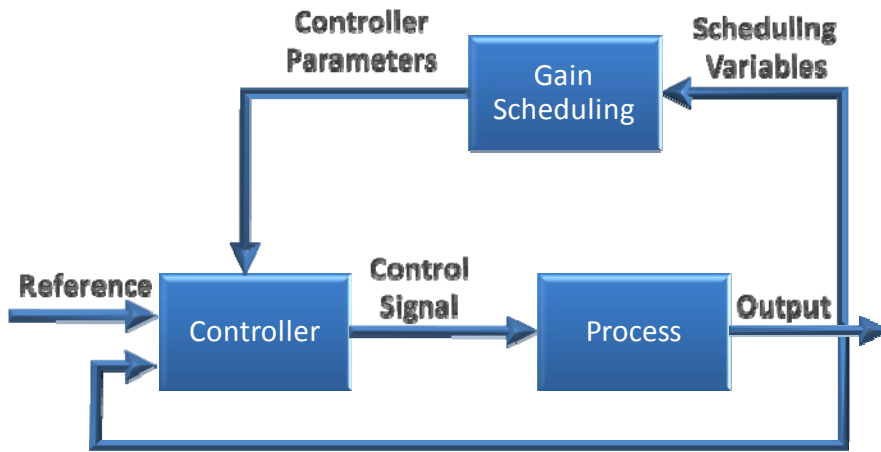 Controller
Parameters
Scheduling
Variables
Gain
Scheduling
Reference
Control
Signal
Output
Controller
Process